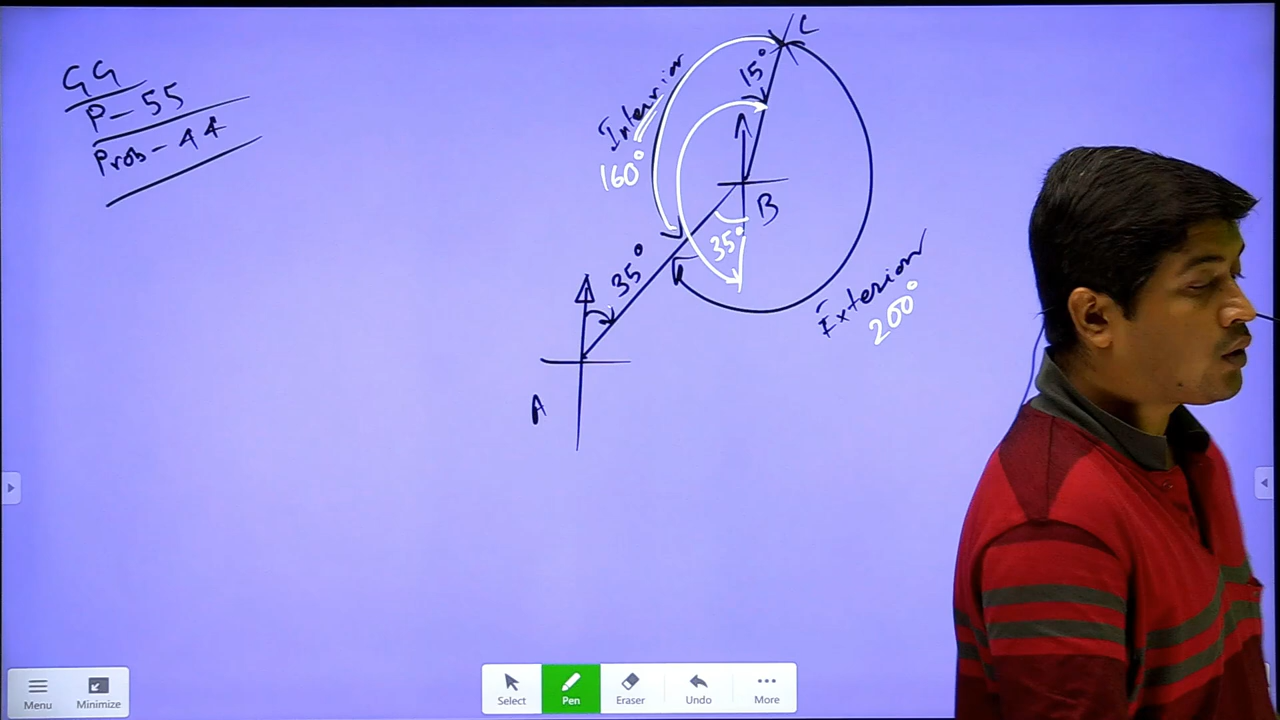 GG
P- 55
Prob- 44
C
15°
Interior
160°
B
35°
35°
Exterior
200°
A
Menu
Minimize
Select
Pen
Eraser
Undo
More